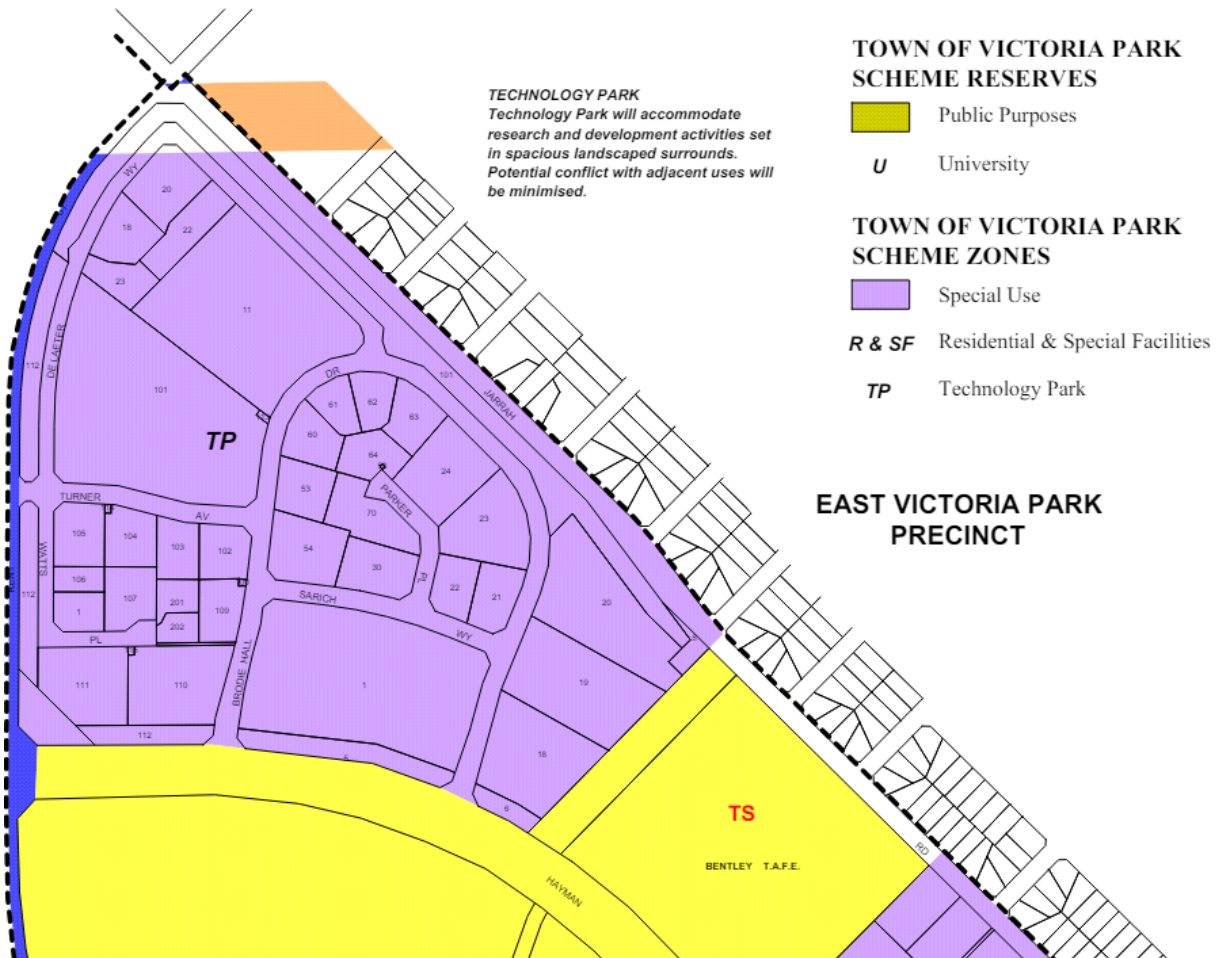 TECHNOLOGY PARK
Technology Park will accommodate
research and development activities set
in spacious landscaped surrounds.
Potential conflict with adjacent uses will
be minimised.
TOWN OF VICTORIA PARK
SCHEME RESERVES
Public Purposes
U University
TOWN OF VICTORIA PARK
SCHEME ZONES
Special Use
R & SF Residential & Special Facilities
TP Technology Park
EAST VICTORIA PARK
PRECINCT
WY
20
18
22
23
11
DE LAETER
112
101
TP
DR
61
62
63
60
64
24
101
JARRAH
53
70
PARKER
23
TURNER
AV
105
104
103
102
54
30
PL
22
21
WATTS
106
107
201
109
1
202
112
SARICH
WY
20
PL
BRODIE HALL
111
110
1
19
112
18
6
TS
BENTLEY T.A.F.E.
RD
HAYMAN